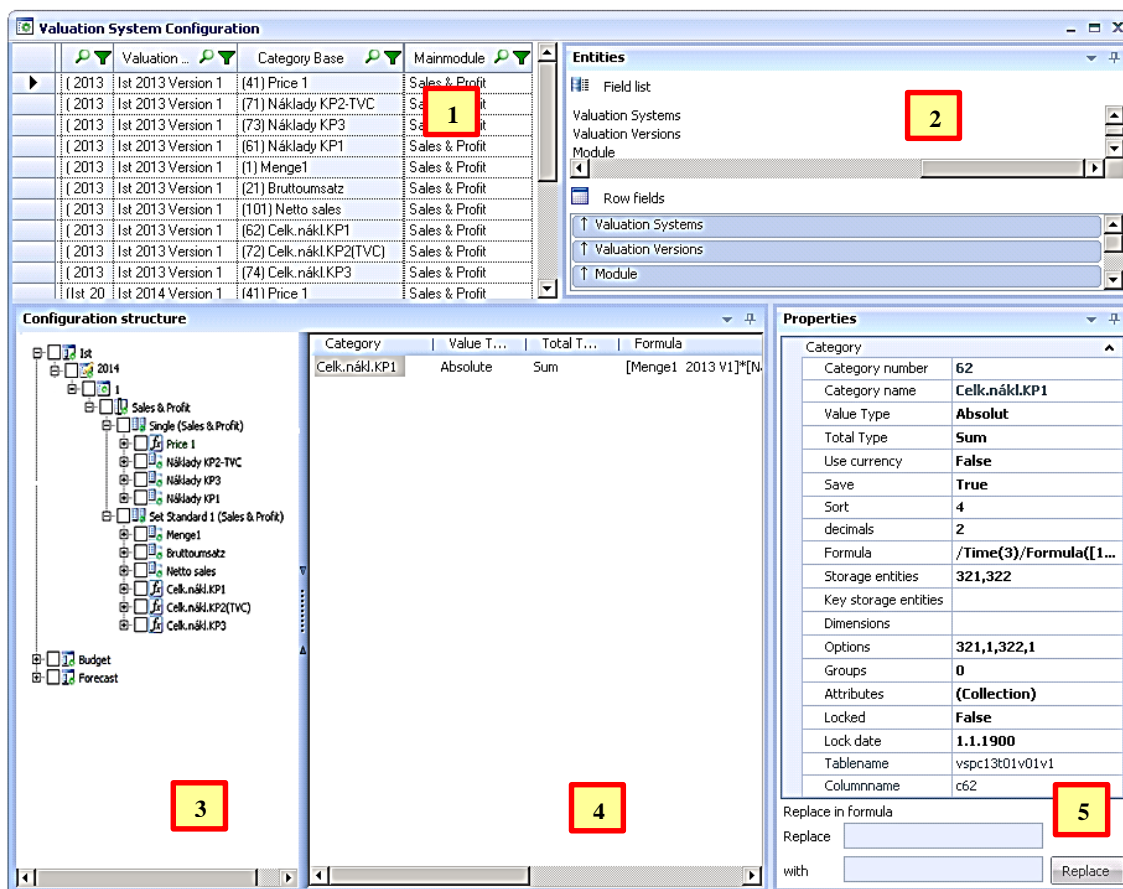 Valuation System Configuration
Valuation ... Category Base Mainmodule
( 2013 Ist 2013 Version 1 (41) Price 1 Sales & Profit
( 2013 Ist 2013 Version 1 (71) Náklady KP2-TVC Sales & Profit
( 2013 Ist 2013 Version 1 (73) Náklady KP3 Sales & Profit
( 2013 Ist 2013 Version 1 (61) Náklady KP1 Sales & Profit
( 2013 Ist 2013 Version 1 (1) Menge1 Sales & Profit
( 2013 Ist 2013 Version 1 (21) Bruttoumsatz Sales & Profit
( 2013 Ist 2013 Version 1 (101) Netto sales Sales & Profit
( 2013 Ist 2013 Version 1 (62) Celk.nákl.KP1 Sales & Profit
( 2013 Ist 2013 Version 1 (72) Celk.nákl.KP2(TVC) Sales & Profit
( 2013 Ist 2013 Version 1 (74) Celk.nákl.KP3 Sales & Profit
((Ist 20 Ist 2014 Version 1 (41) Price 1 Sales & Profit
1
Entities
Field list
Valuation Systems
Valuation Versions
Module
2
Row fields
↑ Valuation Systems
↑ Valuation Versions
↑ Module
Configuration structure
Ist
2014
1
Sales & Profit
Single (Sales & Profit)
fx Price 1
Náklady KP2-TVC
Náklady KP3
Náklady KP1
Set Standard 1 (Sales & Profit)
Menge1
Bruttoumsatz
Netto sales
fx Celk.nákl.KP1
fx Celk.nákl.KP2(TVC)
fx Celk.nákl.KP3
Budget
Forecast
3
Category Value T... Total T... Formula
Celk.nákl.KP1 Absolute Sum [Menge1 2013 V1]*[N
4
Properties
Category
Category number 62
Category name Celk.nákl.KP1
Value Type Absolut
Total Type Sum
Use currency False
Save True
Sort 4
decimals 2
Formula /Time(3)/Formula([1...
Storage entities 321,322
Key storage entities
Dimensions
Options 321,1,322,1
Groups 0
Attributes (Collection)
Locked False
Lock date 1.1.1900
Tablename vspc13t01v01v1
Columnname c62
5
Replace in formula
Replace
with Replace